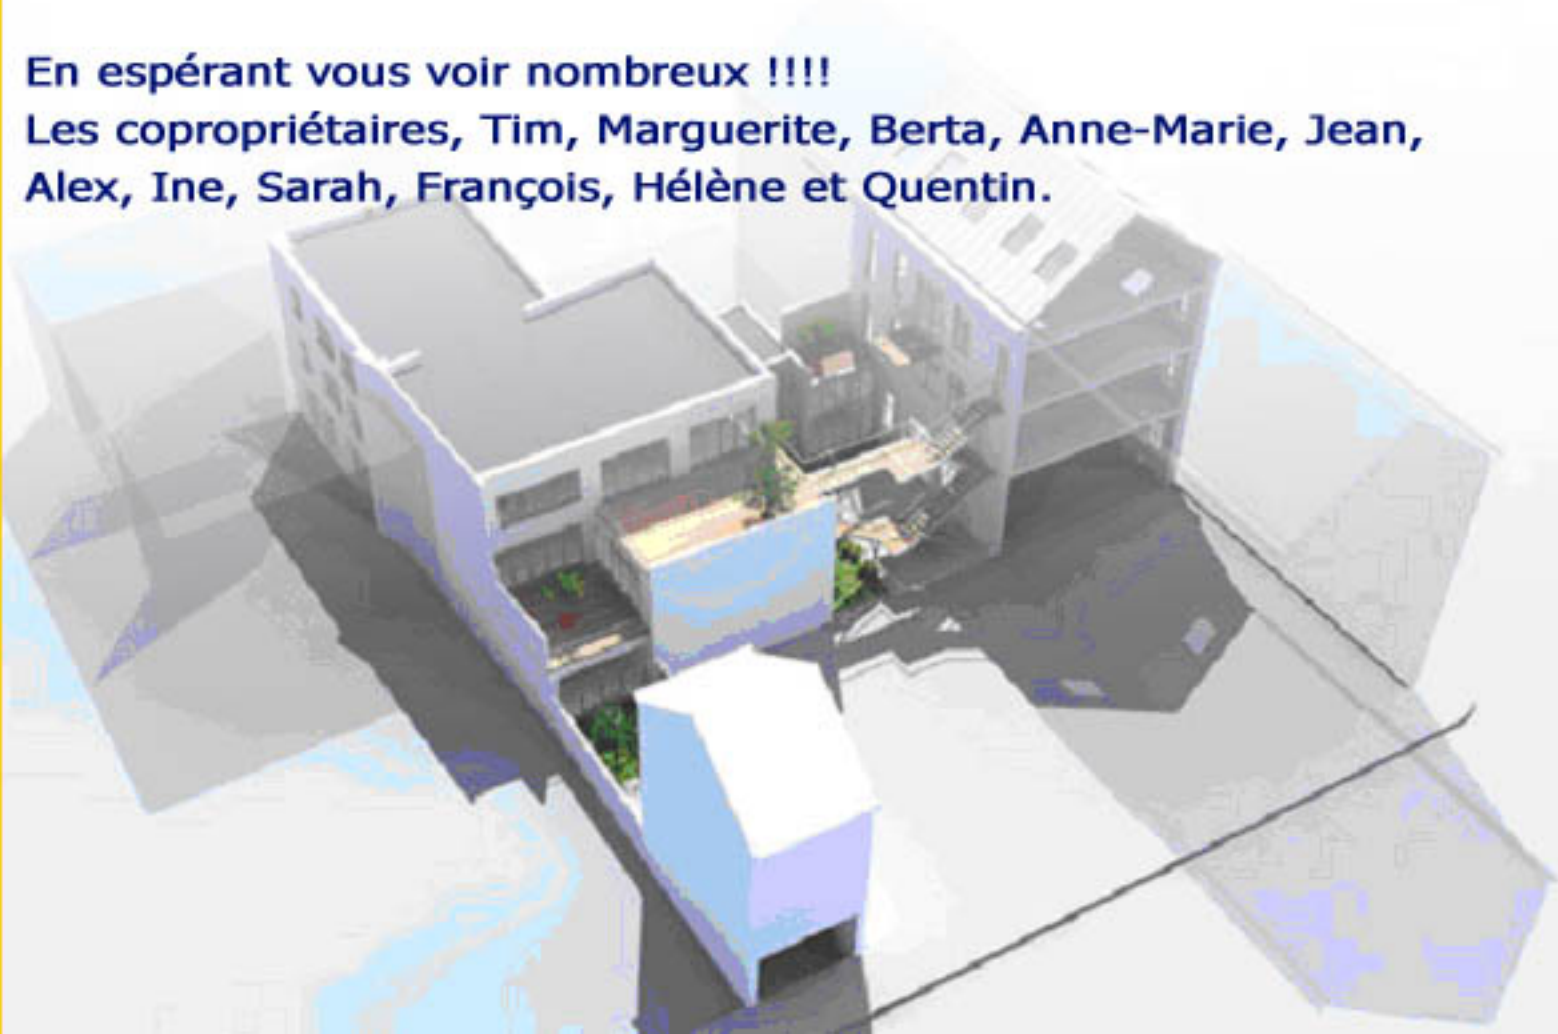 En espérant vous voir nombreux !!!!
Les copropriétaires, Tim, Marguerite, Berta, Anne-Marie, Jean,
Alex, Ine, Sarah, François, Hélène et Quentin.